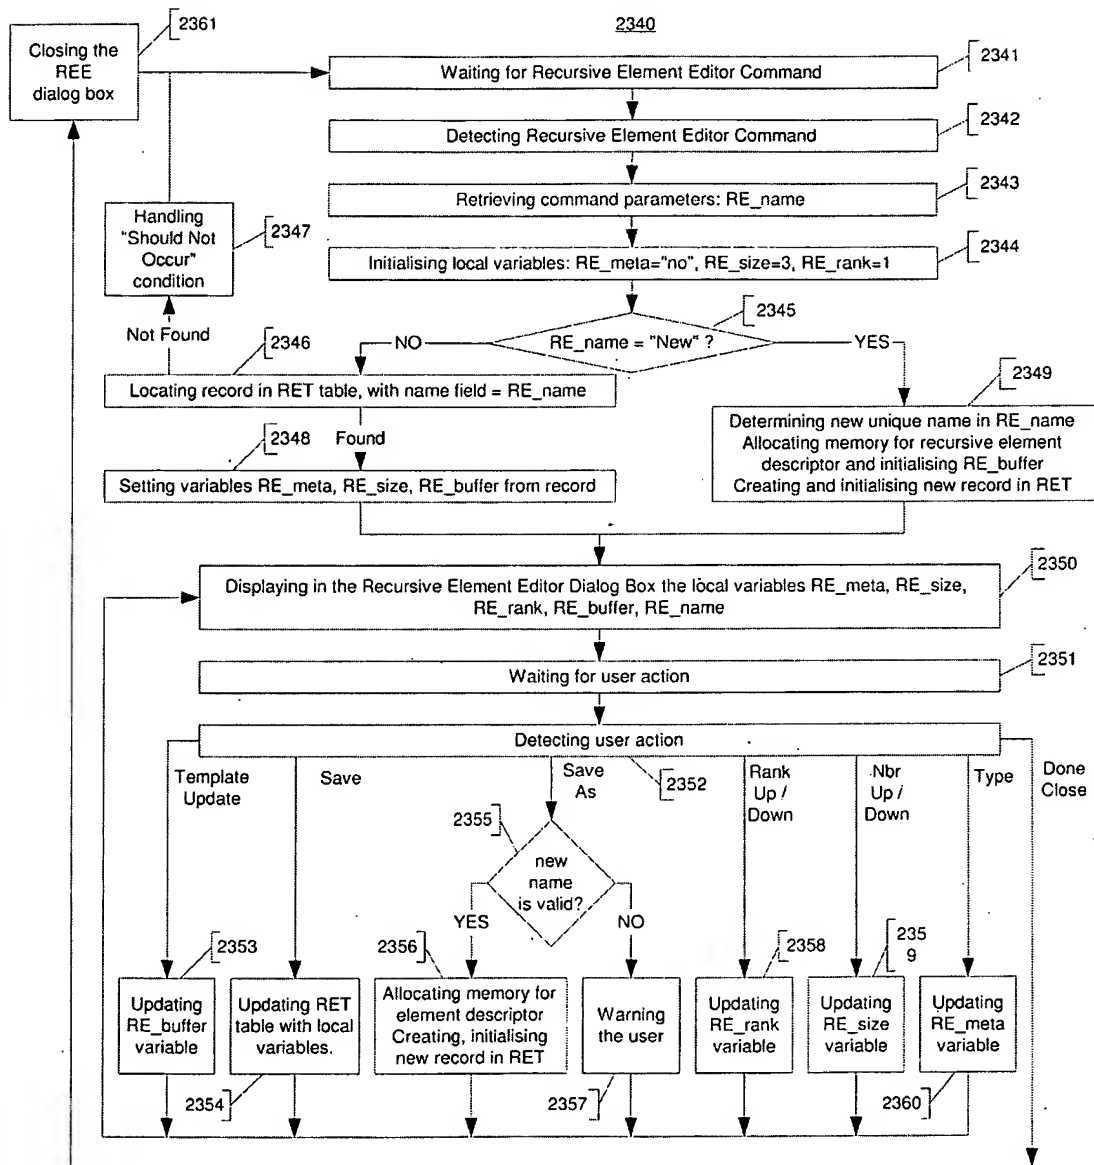 2340
2361
Closing the
REE
dialog box
Waiting for Recursive Element Editor Command
2341
Detecting Recursive Element Editor Command
2342
Retrieving command parameters: RE_name
2343
Initialising local variables: RE_meta="no", RE_size=3, RE_rank=1
2344
Handling
"Should Not
Occur"
condition
2347
Not Found
2345
RE_name = "New" ?
NO
YES
2346
Locating record in RET table, with name field = RE_name
2348
Found
Setting variables RE_meta, RE_size, RE_buffer from record
2349
Determining new unique name in RE_name
Allocating memory for recursive element
descriptor and initialising RE_buffer
Creating and initialising new record in RET
2350
Displaying in the Recursive Element Editor Dialog Box the local variables RE_meta, RE_size,
RE_rank, RE_buffer, RE_name
2351
Waiting for user action
Detecting user action
2352
Template
Update
Save
Save
As
Rank
Up /
Down
Nbr
Up /
Down
Type
Done
Close
2355
new
name
is valid?
YES
NO
2353
Updating
RE_buffer
variable
Updating RET
table with local
variables.
2354
2356
Allocating memory for
element descriptor
Creating, initialising
new record in RET
Warning
the user
2357
2358
Updating
RE_rank
variable
235
9
Updating
RE_size
variable
Updating
RE_meta
variable
2360